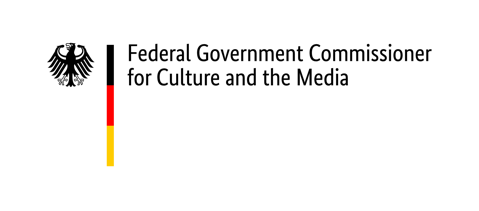 Federal Government Commissioner
for Culture and the Media